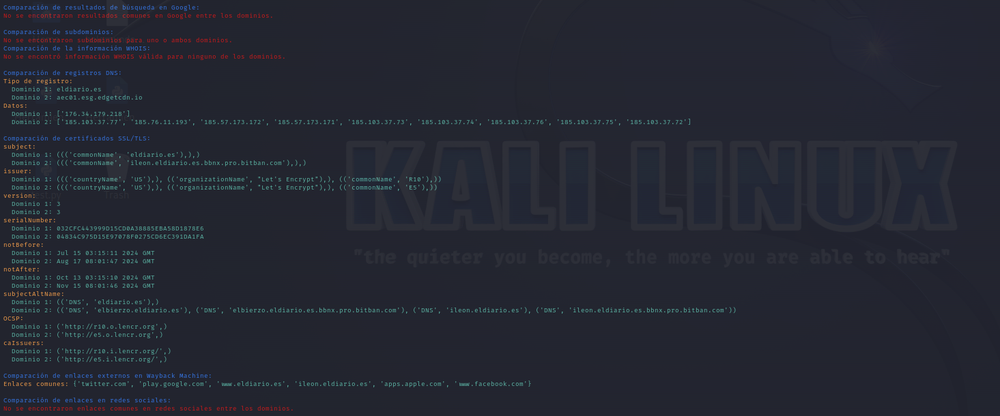 Comparación de resultados de búsqueda en Google:
No se encontraron resultados comunes en Google entre los dominios.
Comparación de subdominios:
No se encontraron subdominios para uno o ambos dominios.
Comparación de la información WHOIS:
No se encontró información WHOIS válida para ninguno de los dominios.
Comparación de registros DNS:
Tipo de registro:
  Dominio 1: eldiario.es
  Dominio 2: aec01.esg.edgetcdn.io
Datos:
  Dominio 1: ['176.34.179.218']
  Dominio 2: ['185.103.37.77', '185.76.11.193', '185.57.173.172', '185.57.173.171', '185.103.37.73', '185.103.37.74', '185.103.37.76', '185.103.37.75', '185.103.37.72']
Comparación de certificados SSL/TLS:
subject:
  Dominio 1: ((('commonName', 'eldiario.es'),),)
  Dominio 2: ((('commonName', 'ileon.eldiario.es.bbnx.pro.bitban.com'),),)
issuer:
  Dominio 1: ((('countryName', 'US'),), (('organizationName', "Let's Encrypt"),), (('commonName', 'R10'),))
  Dominio 2: ((('countryName', 'US'),), (('organizationName', "Let's Encrypt"),), (('commonName', 'E5'),))
version:
  Dominio 1: 3
  Dominio 2: 3
serialNumber:
  Dominio 1: 032CFC443999D15CD0A38885EBA58D1878E6
  Dominio 2: 04834C975D15E97078F0275CD6EC391DA1FA
notBefore:
  Dominio 1: Jul 15 03:15:11 2024 GMT
  Dominio 2: Aug 17 08:01:47 2024 GMT
notAfter:
  Dominio 1: Oct 13 03:15:10 2024 GMT
  Dominio 2: Nov 15 08:01:46 2024 GMT
subjectAltName:
  Dominio 1: (('DNS', 'eldiario.es'),)
  Dominio 2: (('DNS', 'elbierzo.eldiario.es'), ('DNS', 'elbierzo.eldiario.es.bbnx.pro.bitban.com'), ('DNS', 'ileon.eldiario.es'), ('DNS', 'ileon.eldiario.es.bbnx.pro.bitban.com'))
OCSP:
  Dominio 1: ('http://r10.o.lencr.org',)
  Dominio 2: ('http://e5.o.lencr.org',)
caIssuers:
  Dominio 1: ('http://r10.i.lencr.org/',)
  Dominio 2: ('http://e5.i.lencr.org/',)
Comparación de enlaces externos en Wayback Machine:
Enlaces comunes: {'twitter.com', 'play.google.com', 'www.eldiario.es', 'ileon.eldiario.es', 'apps.apple.com', 'www.facebook.com'}
Comparación de enlaces en redes sociales:
No se encontraron enlaces comunes en redes sociales entre los dominios.
Trash
KALI LINUX
"the quieter you become, the more you are able to hear"